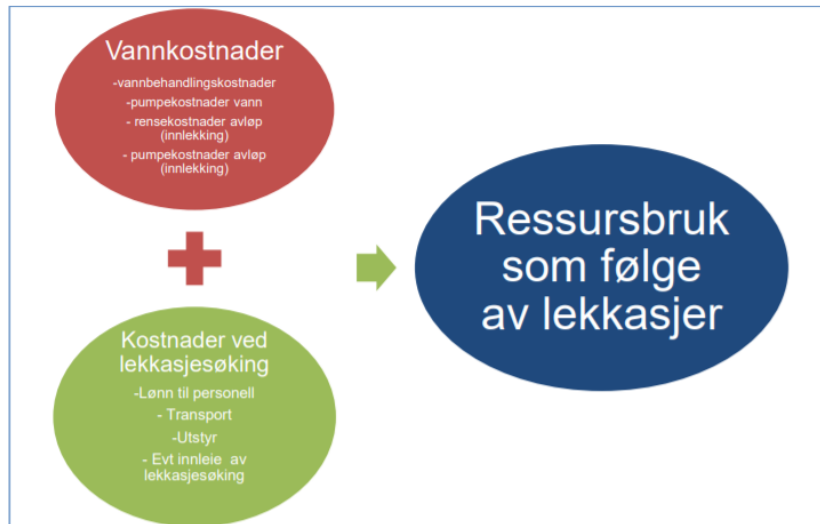 Vannkostnader
-vannbehandlingskostnader
-pumpekostnader vann
- rensekostnader avløp
(innlekking)
- pumpekostnader avløp
(innlekking)
Kostnader ved
lekkasjesøking
-Lønn til personell
- Transport
-Utstyr
- Evt innleie av
lekkasjesøking
Ressursbruk
som følge
av lekkasjer